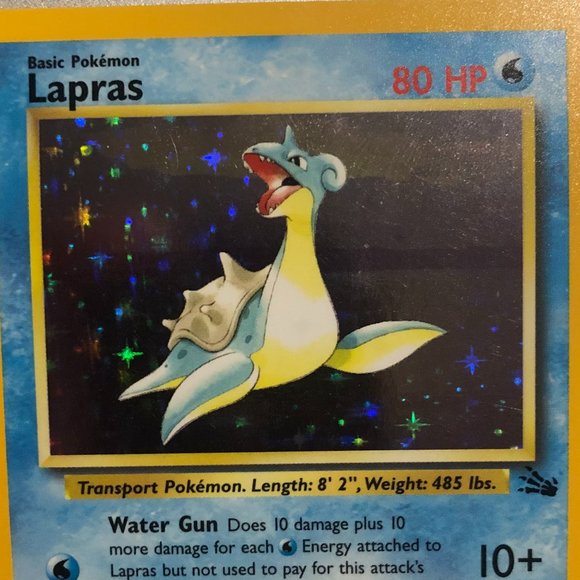 Basic Pokémon
Lapras 80 HP
Transport Pokémon. Length: 8' 2", Weight: 485 lbs.
Water Gun Does 10 damage plus 10
more damage for each Energy attached to
Lapras but not used to pay for this attack's
10+